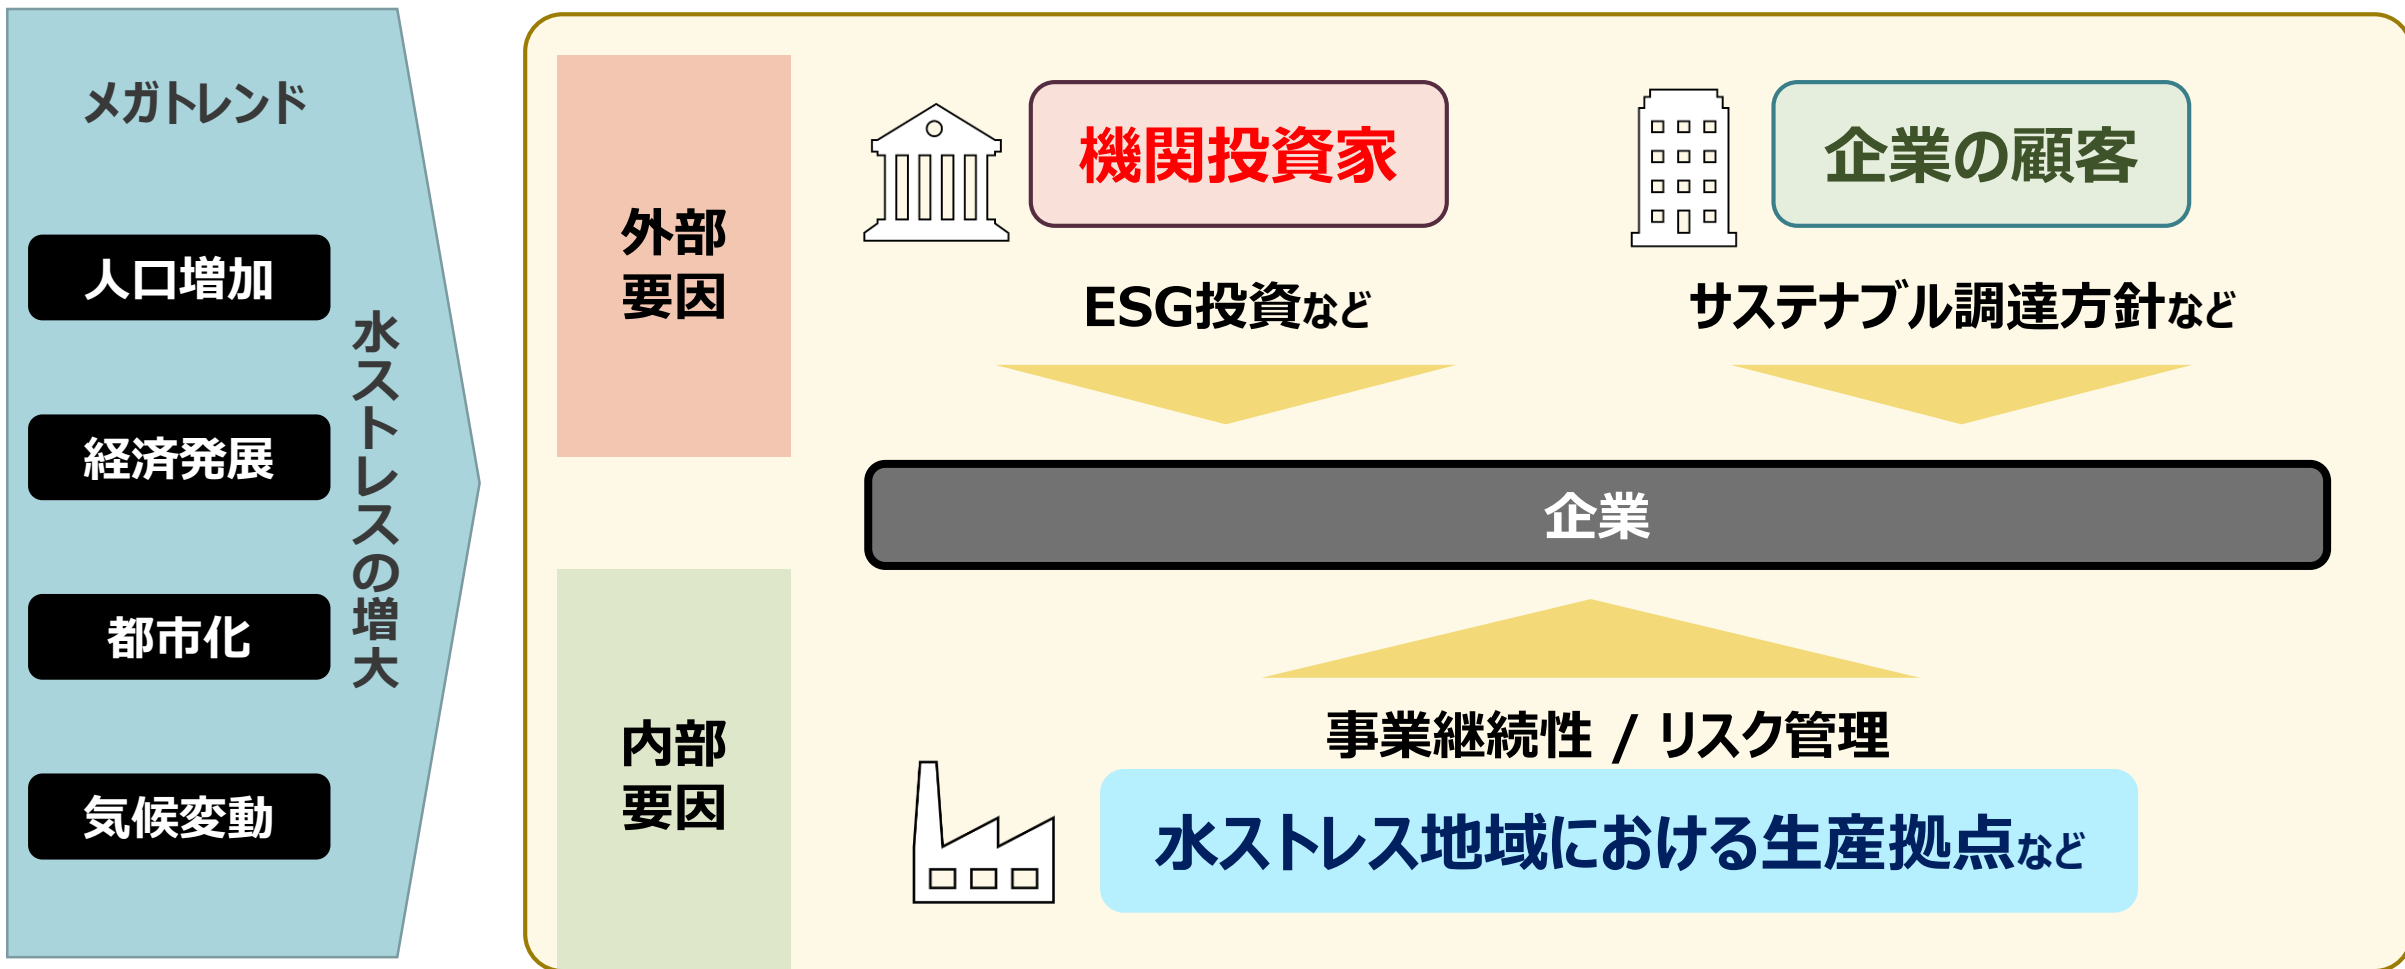 メガトレンド
人口増加
経済発展
都市化
気候変動
水ストレスの増大
外部
要因
機関投資家
企業の顧客
ESG投資など
サステナブル調達方針など
企業
内部
要因
事業継続性 / リスク管理
水ストレス地域における生産拠点など